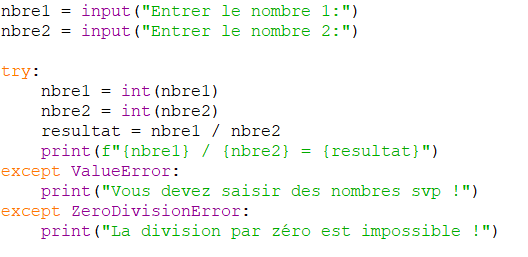 nbre1 = input("Entrer le nombre 1:")
nbre2 = input("Entrer le nombre 2:")
try:
    nbre1 = int(nbre1)
    nbre2 = int(nbre2)
    resultat = nbre1 / nbre2
    print(f"{nbre1} / {nbre2} = {resultat}")
except ValueError:
    print("Vous devez saisir des nombres svp !")
except ZeroDivisionError:
    print("La division par zéro est impossible !")